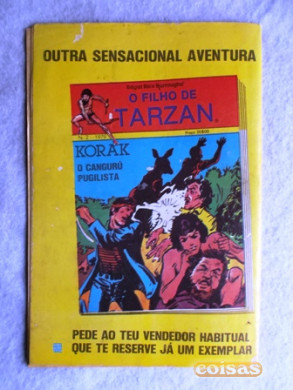 OUTRA SENSACIONAL AVENTURA
Edgar Rice Burroughs
O FILHO DE
TARZAN.
KORAK
O CANGURÚ
PUGILISTA
PEDE AO TEU VENDEDOR HABITUAL
QUE TE RESERVE JÁ UM EXEMPLAR
coisas